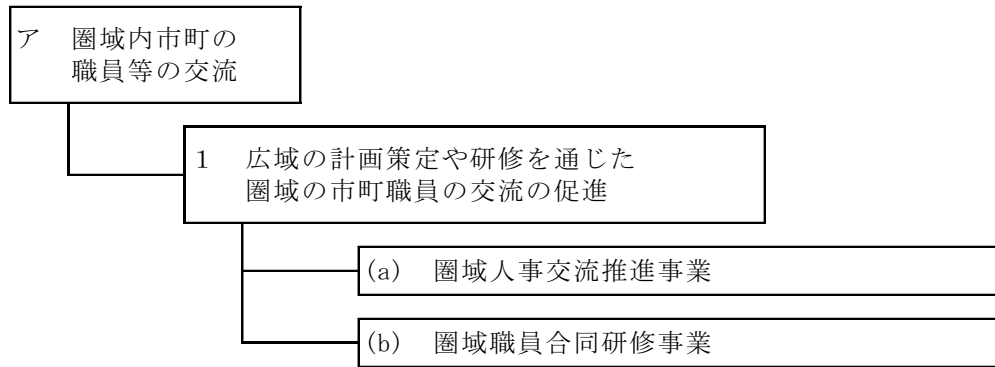 ア 圏域内市町の
職員等の交流
1 広域の計画策定や研修を通じた
圏域の市町職員の交流の促進
(a) 圏域人事交流推進事業
(b) 圏域職員合同研修事業